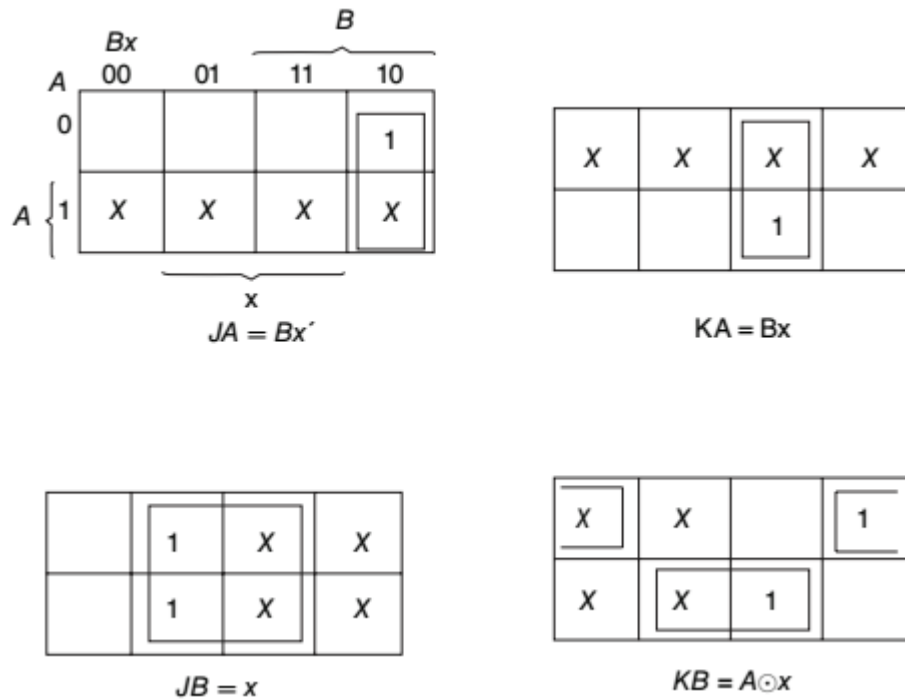 B
Bx
A 00 01 11 10
0 1
A 1 X X X X
x
JA = Bx′
X X X X
1
KA = Bx
1 X X
1 X X
JB = x
X X 1
X X 1
KB = A⊙x